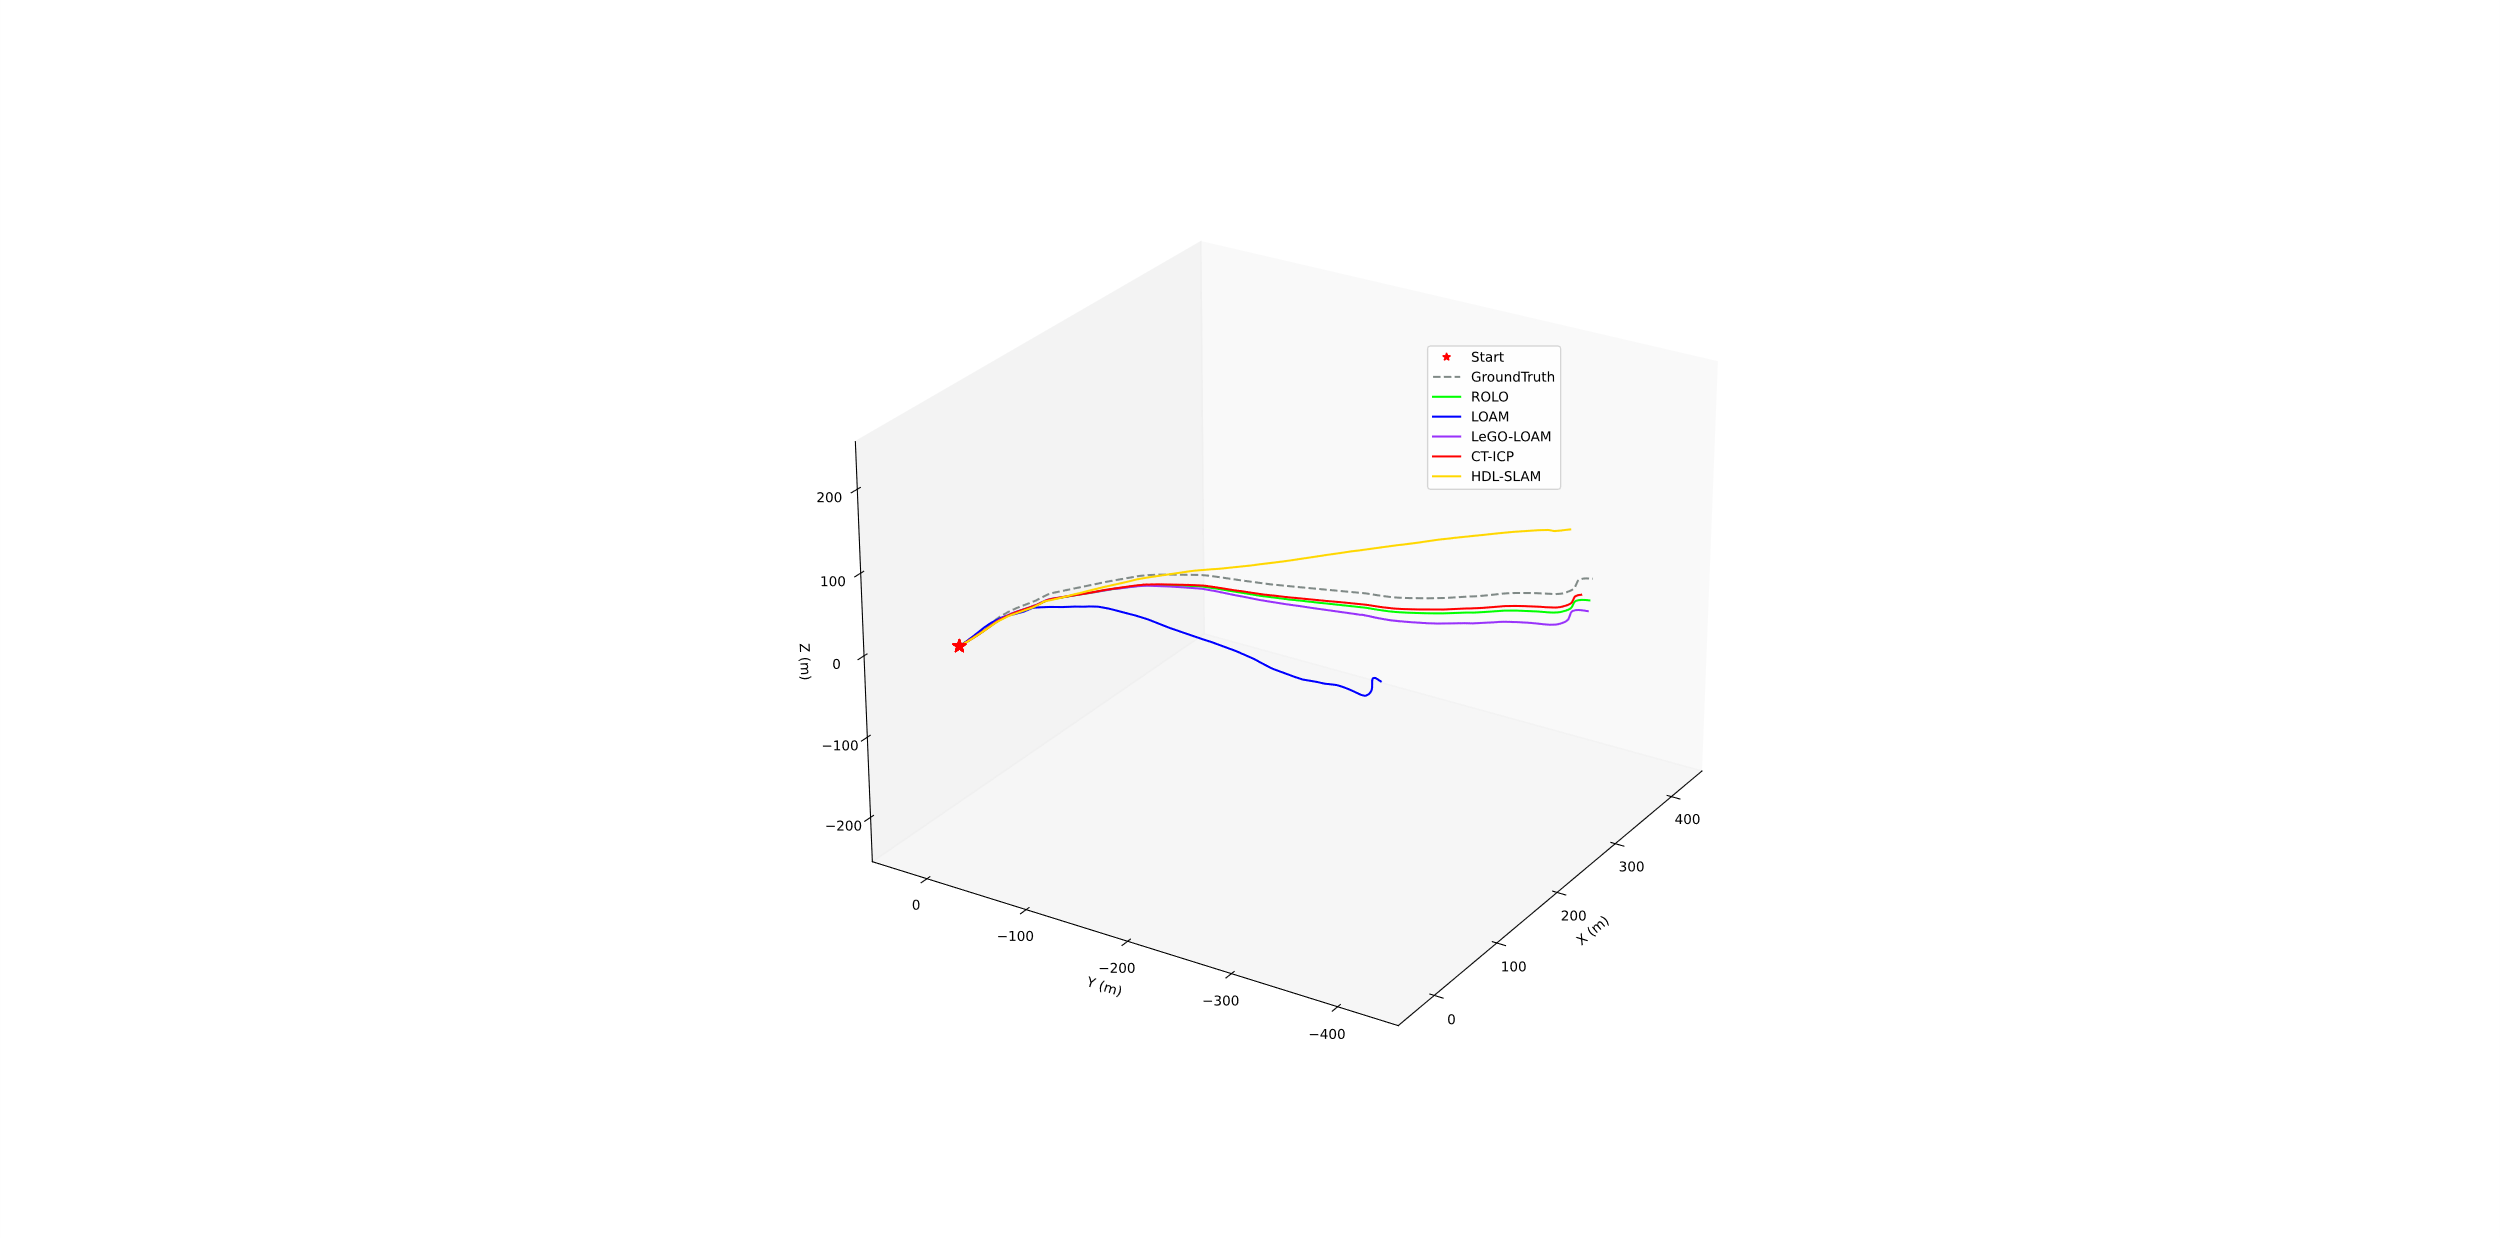 Start
GroundTruth
ROLO
LOAM
LeGO-LOAM
CT-ICP
HDL-SLAM
200
100
0
−100
−200
Z (m)
0
−100
−200
−300
−400
Y (m)
400
300
200
100
0
X (m)